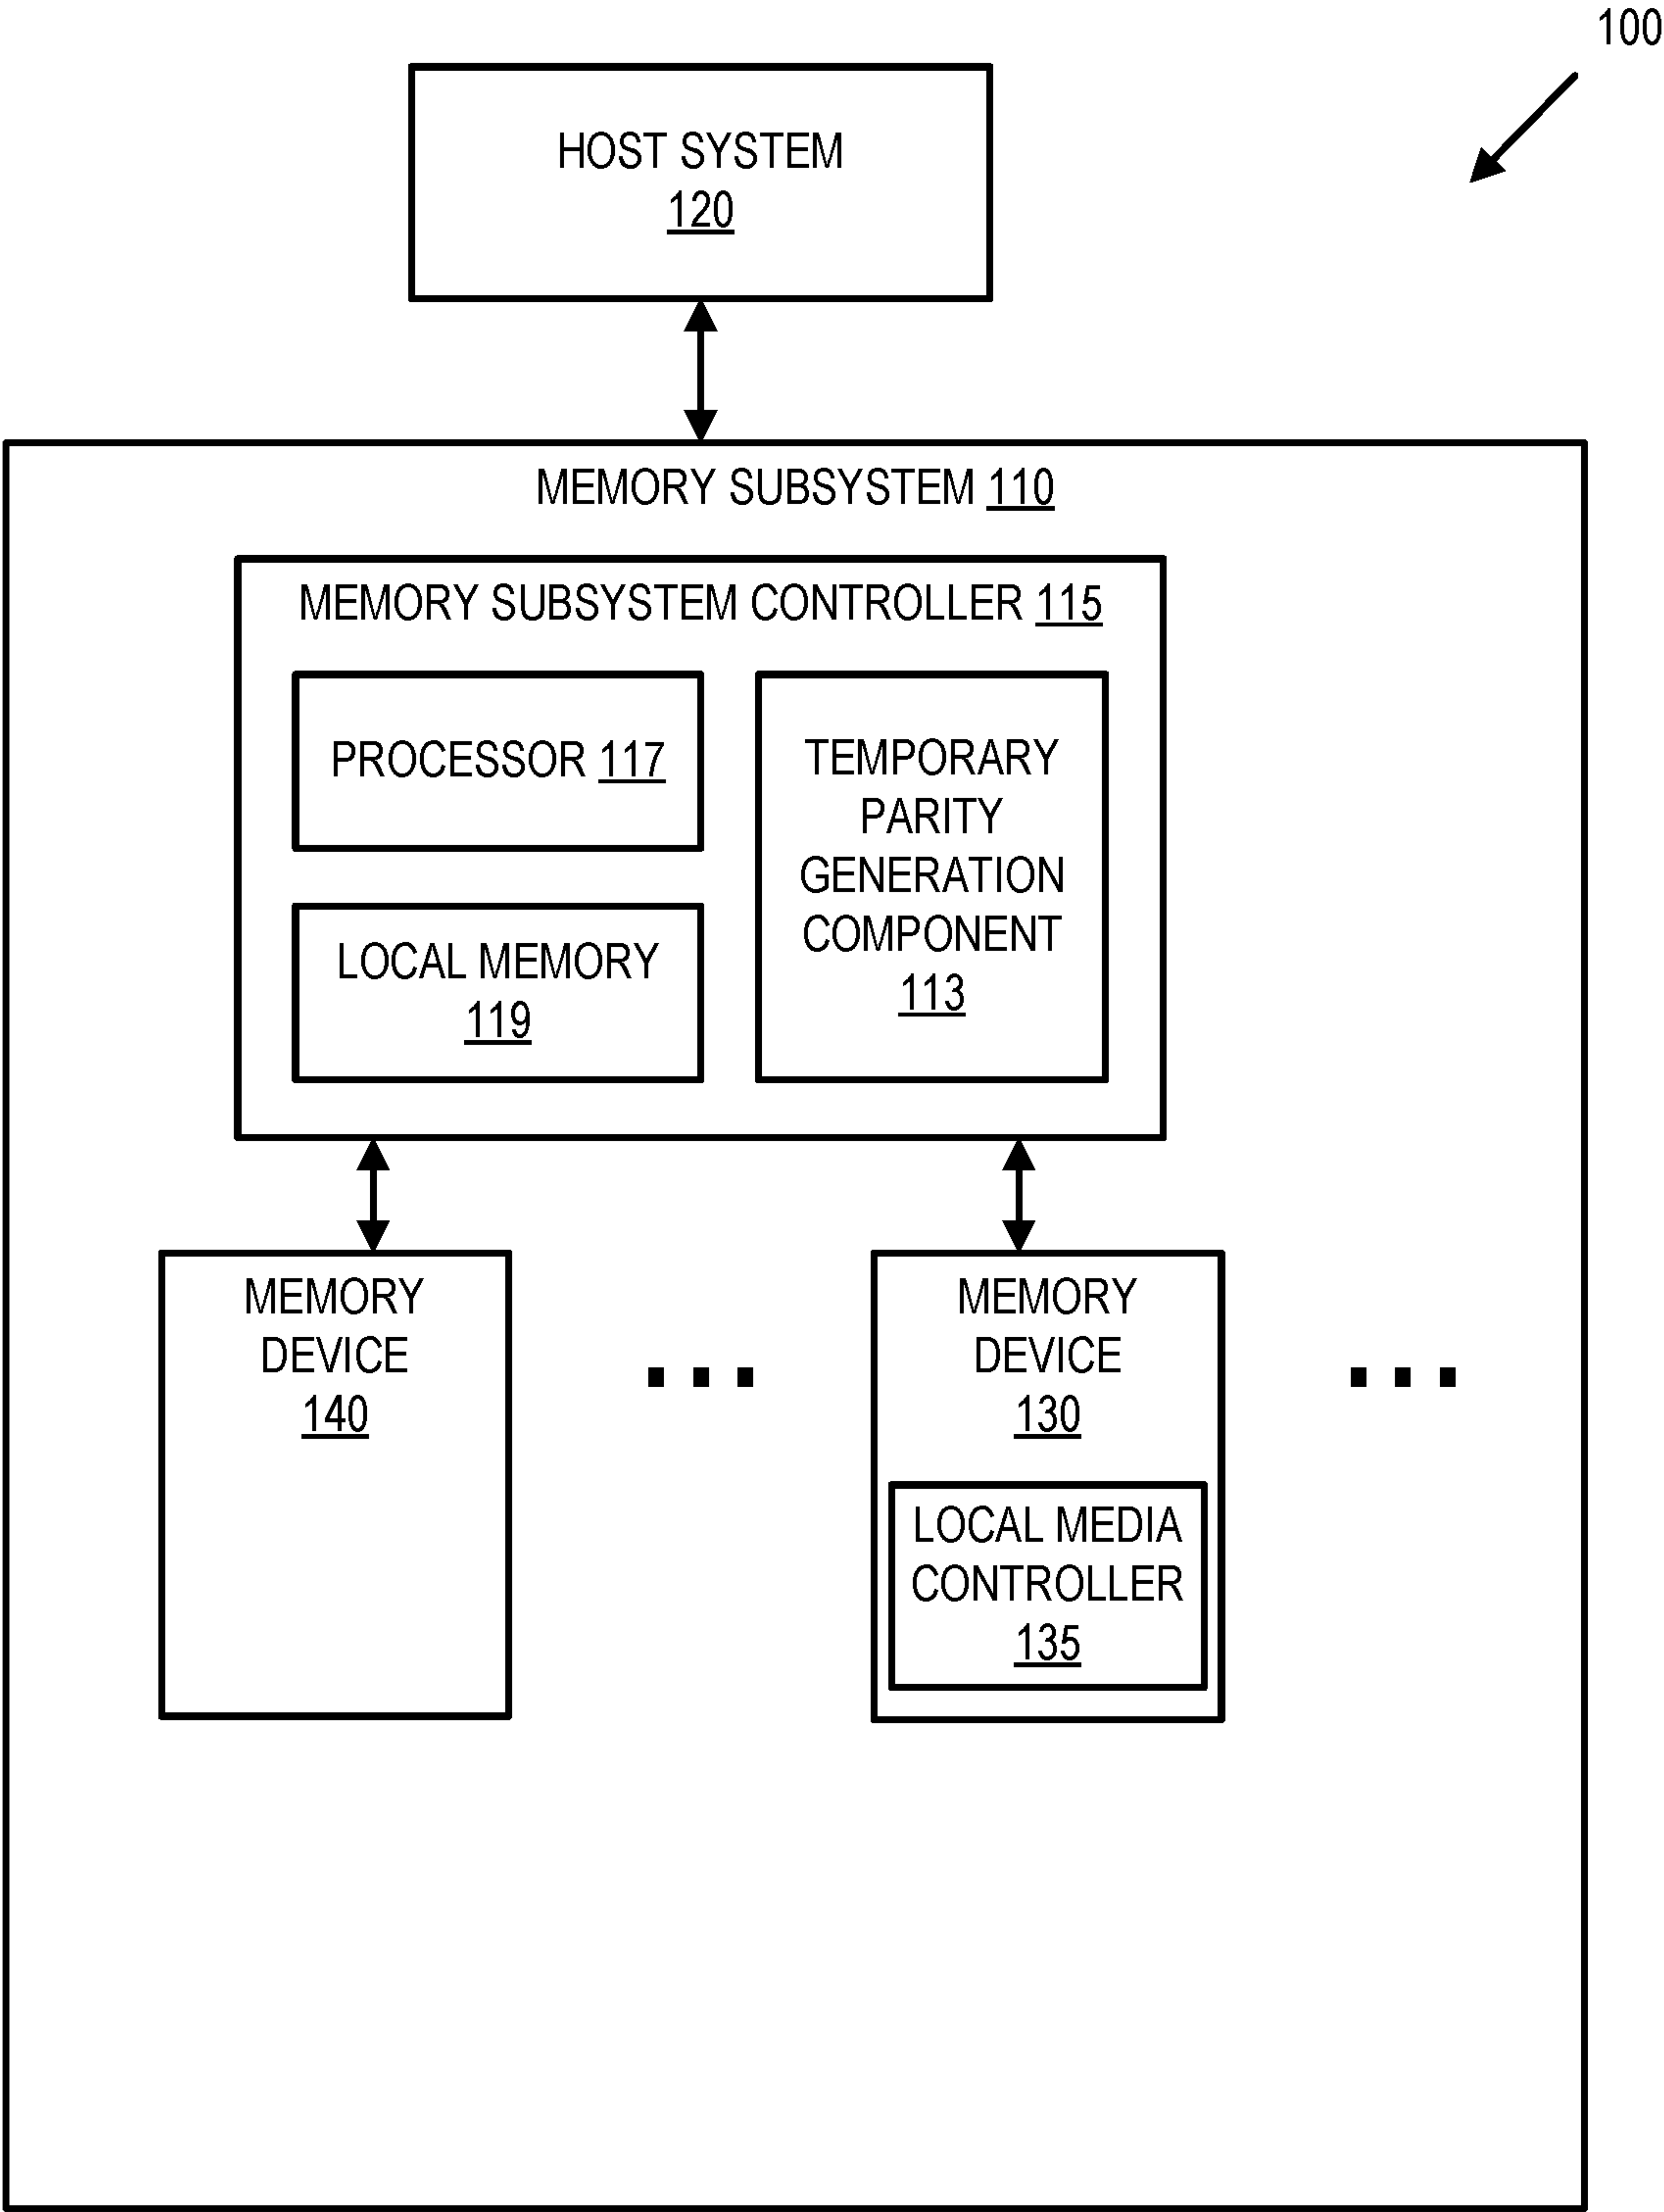 100
HOST SYSTEM
120
MEMORY SUBSYSTEM 110
MEMORY SUBSYSTEM CONTROLLER 115
PROCESSOR 117
TEMPORARY
PARITY
GENERATION
COMPONENT
113
LOCAL MEMORY
119
MEMORY
DEVICE
140
MEMORY
DEVICE
130
LOCAL MEDIA
CONTROLLER
135